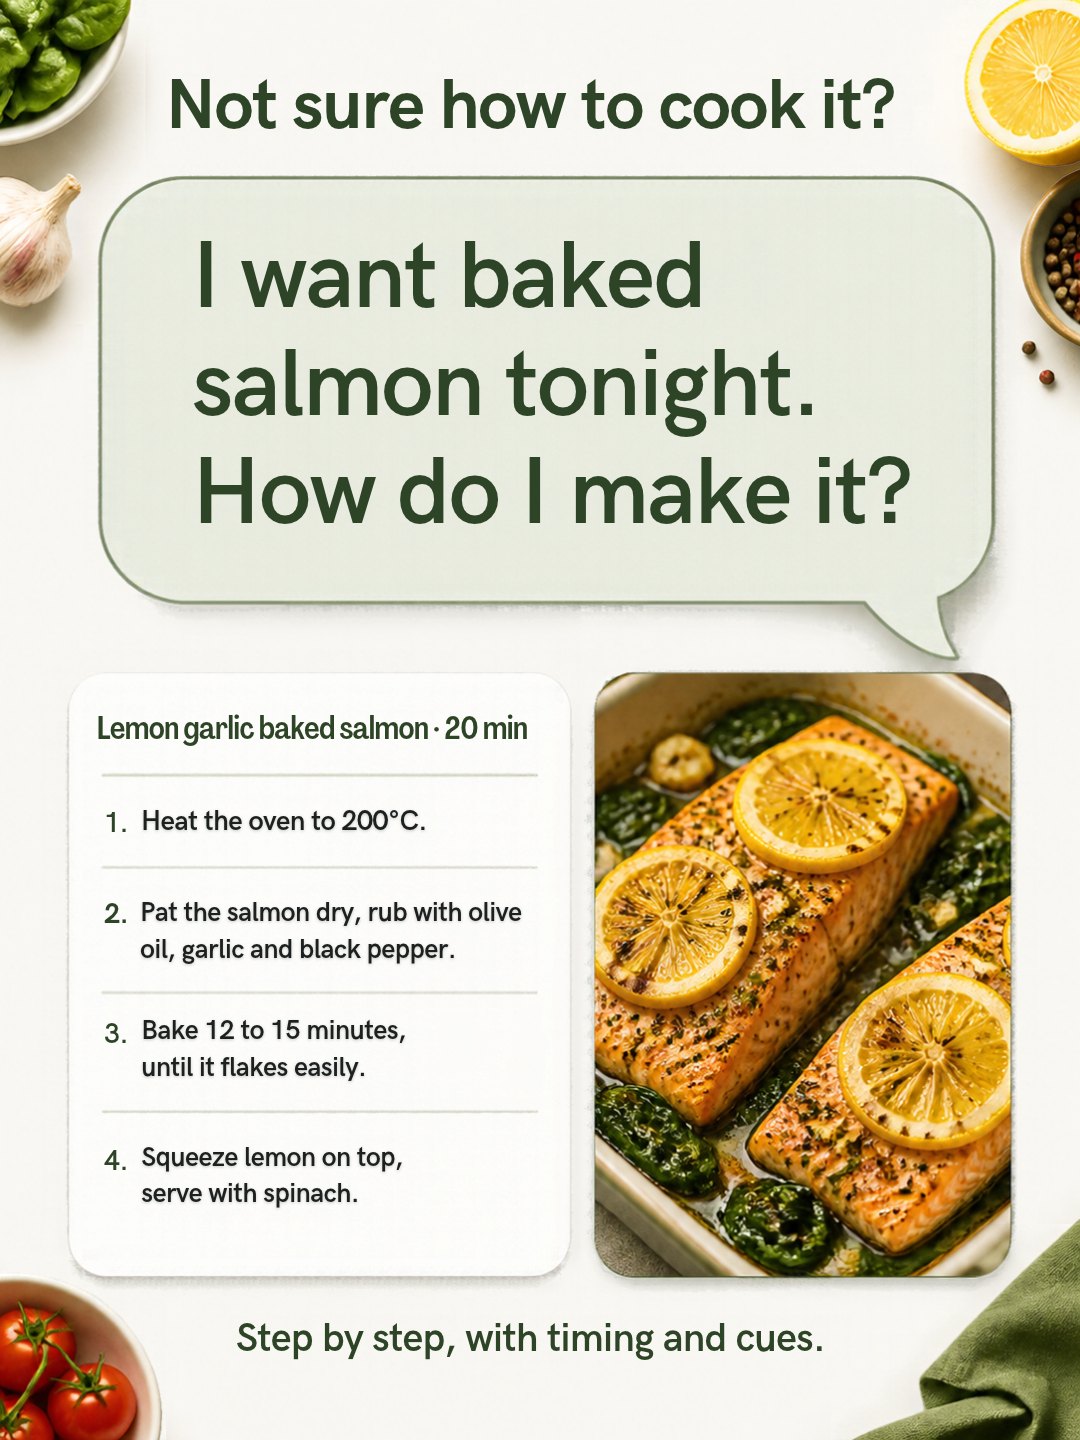 Not sure how to cook it?
I want baked
salmon tonight.
How do I make it?
Lemon garlic baked salmon · 20 min
1. Heat the oven to 200°C.
2. Pat the salmon dry, rub with olive
oil, garlic and black pepper.
3. Bake 12 to 15 minutes,
until it flakes easily.
4. Squeeze lemon on top,
serve with spinach.
Step by step, with timing and cues.